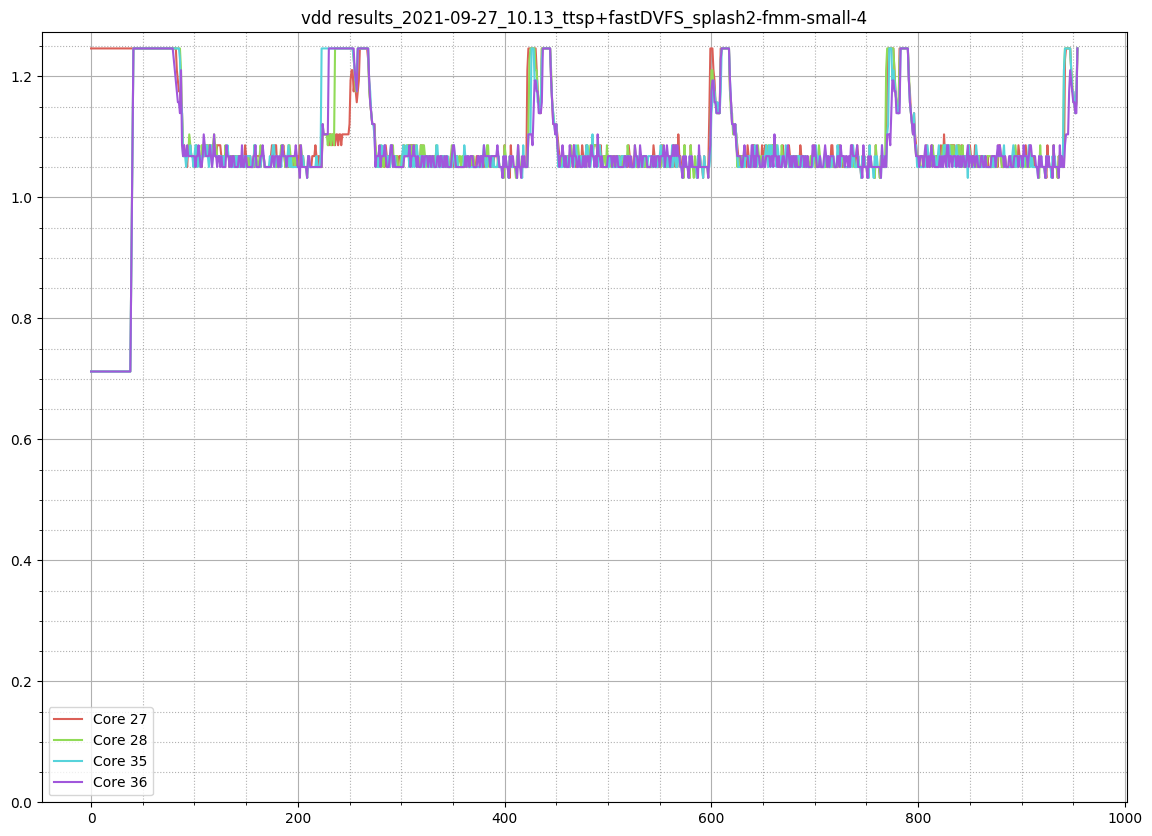 vdd results_2021-09-27_10.13_ttsp+fastDVFS_splash2-fmm-small-4
1.2
1.0
0.8
0.6
0.4
0.2
0.0
Core 27
Core 28
Core 35
Core 36
0 200 400 600 800 1000